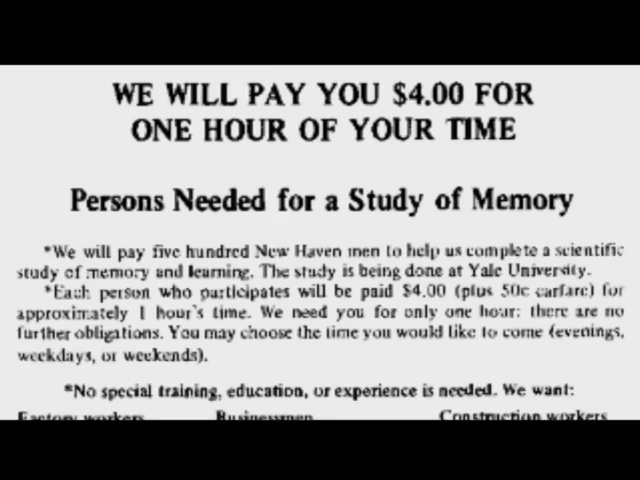 WE WILL PAY YOU $4.00 FOR
ONE HOUR OF YOUR TIME
Persons Needed for a Study of Memory
*We will pay five hundred New Haven men to help us complete a scientific
study of memory and learning. The study is being done at Yale University.
*Each person who participates will be paid $4.00 (plus 50c carfare) for
approximately 1 hour's time. We need you for only one hour: there are no
further obligations. You may choose the time you would like to come (evenings,
weekdays, or weekends).
*No special training, education, or experience is needed. We want:
Factory workers Businessmen Construction workers